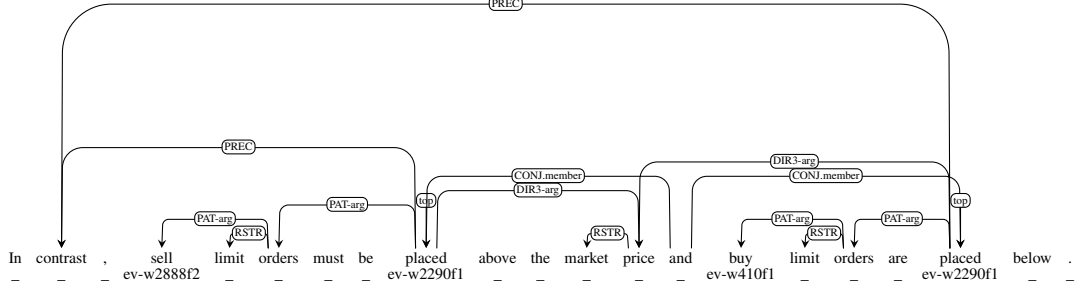 PREC
PREC
DIR3-arg
CONJ.member CONJ.member
DIR3-arg
PAT-arg top top
PAT-arg PAT-arg PAT-arg
RSTR RSTR RSTR
In contrast , sell limit orders must be placed above the market price and buy limit orders are placed below .
ev-w2888f2 ev-w2290f1 ev-w410f1 ev-w2290f1
_ _ _ _ _ _ _ _ _ _ _ _ _ _ _ _ _ _ _ _ _